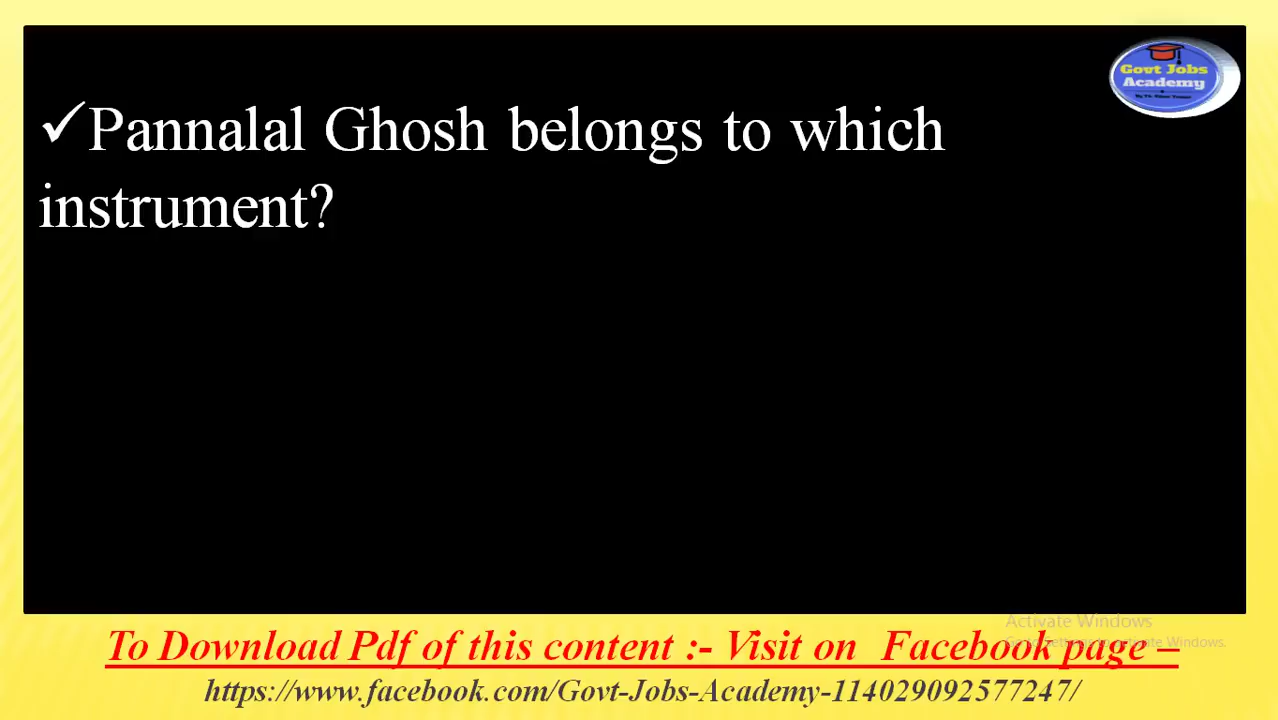 Govt Jobs
Academy
✓Pannalal Ghosh belongs to which
instrument?
Activate Windows
To Download Pdf of this content :- Visit on Facebook page –
https://www.facebook.com/Govt-Jobs-Academy-114029092577247/